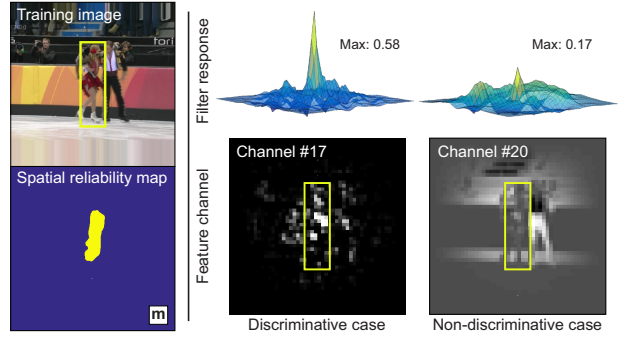 Training image
tori
Spatial reliability map
m
Filter response
Max: 0.58
Max: 0.17
Feature channel
Channel #17
Channel #20
Discriminative case
Non-discriminative case